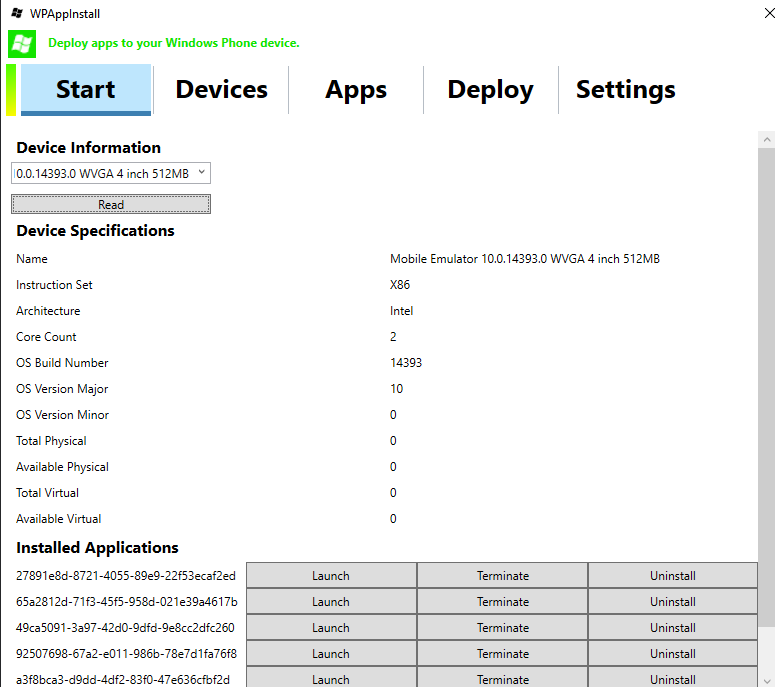 WPAppInstall
Deploy apps to your Windows Phone device.
Start Devices Apps Deploy Settings
Device Information
0.0.14393.0 WVGA 4 inch 512MB
Read
Device Specifications
Name Mobile Emulator 10.0.14393.0 WVGA 4 inch 512MB
Instruction Set X86
Architecture Intel
Core Count 2
OS Build Number 14393
OS Version Major 10
OS Version Minor 0
Total Physical 0
Available Physical 0
Total Virtual 0
Available Virtual 0
Installed Applications
27891e8d-8721-4055-89e9-22f53ecaf2ed Launch Terminate Uninstall
65a2812d-71f3-45f5-958d-021e39a4617b Launch Terminate Uninstall
49ca5091-3a97-42d0-9dfd-9e8cc2dfc260 Launch Terminate Uninstall
92507698-67a2-e011-986b-78e7d1fa76f8 Launch Terminate Uninstall
a3f8bca3-d9dd-4df2-83f0-47e636cfbf2d Launch Terminate Uninstall